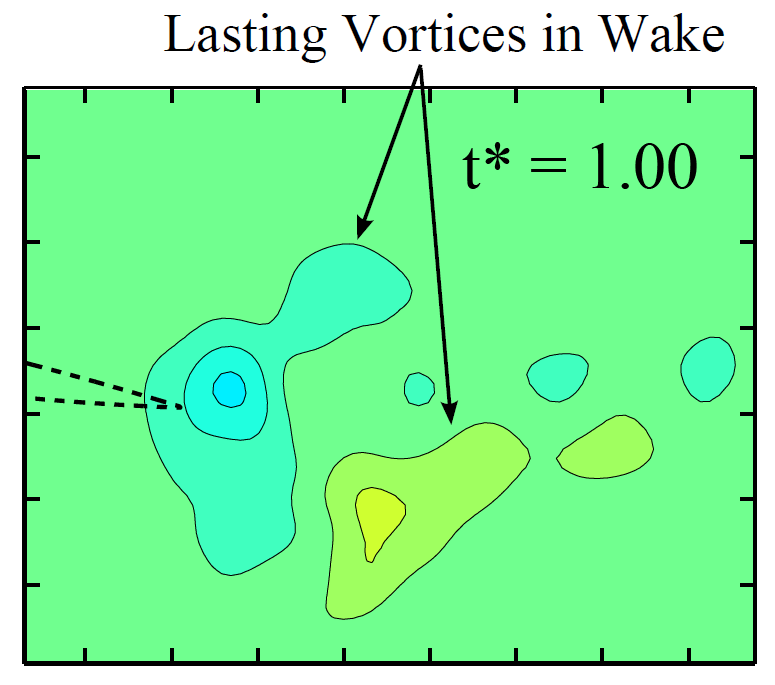 Lasting Vortices in Wake
t* = 1.00